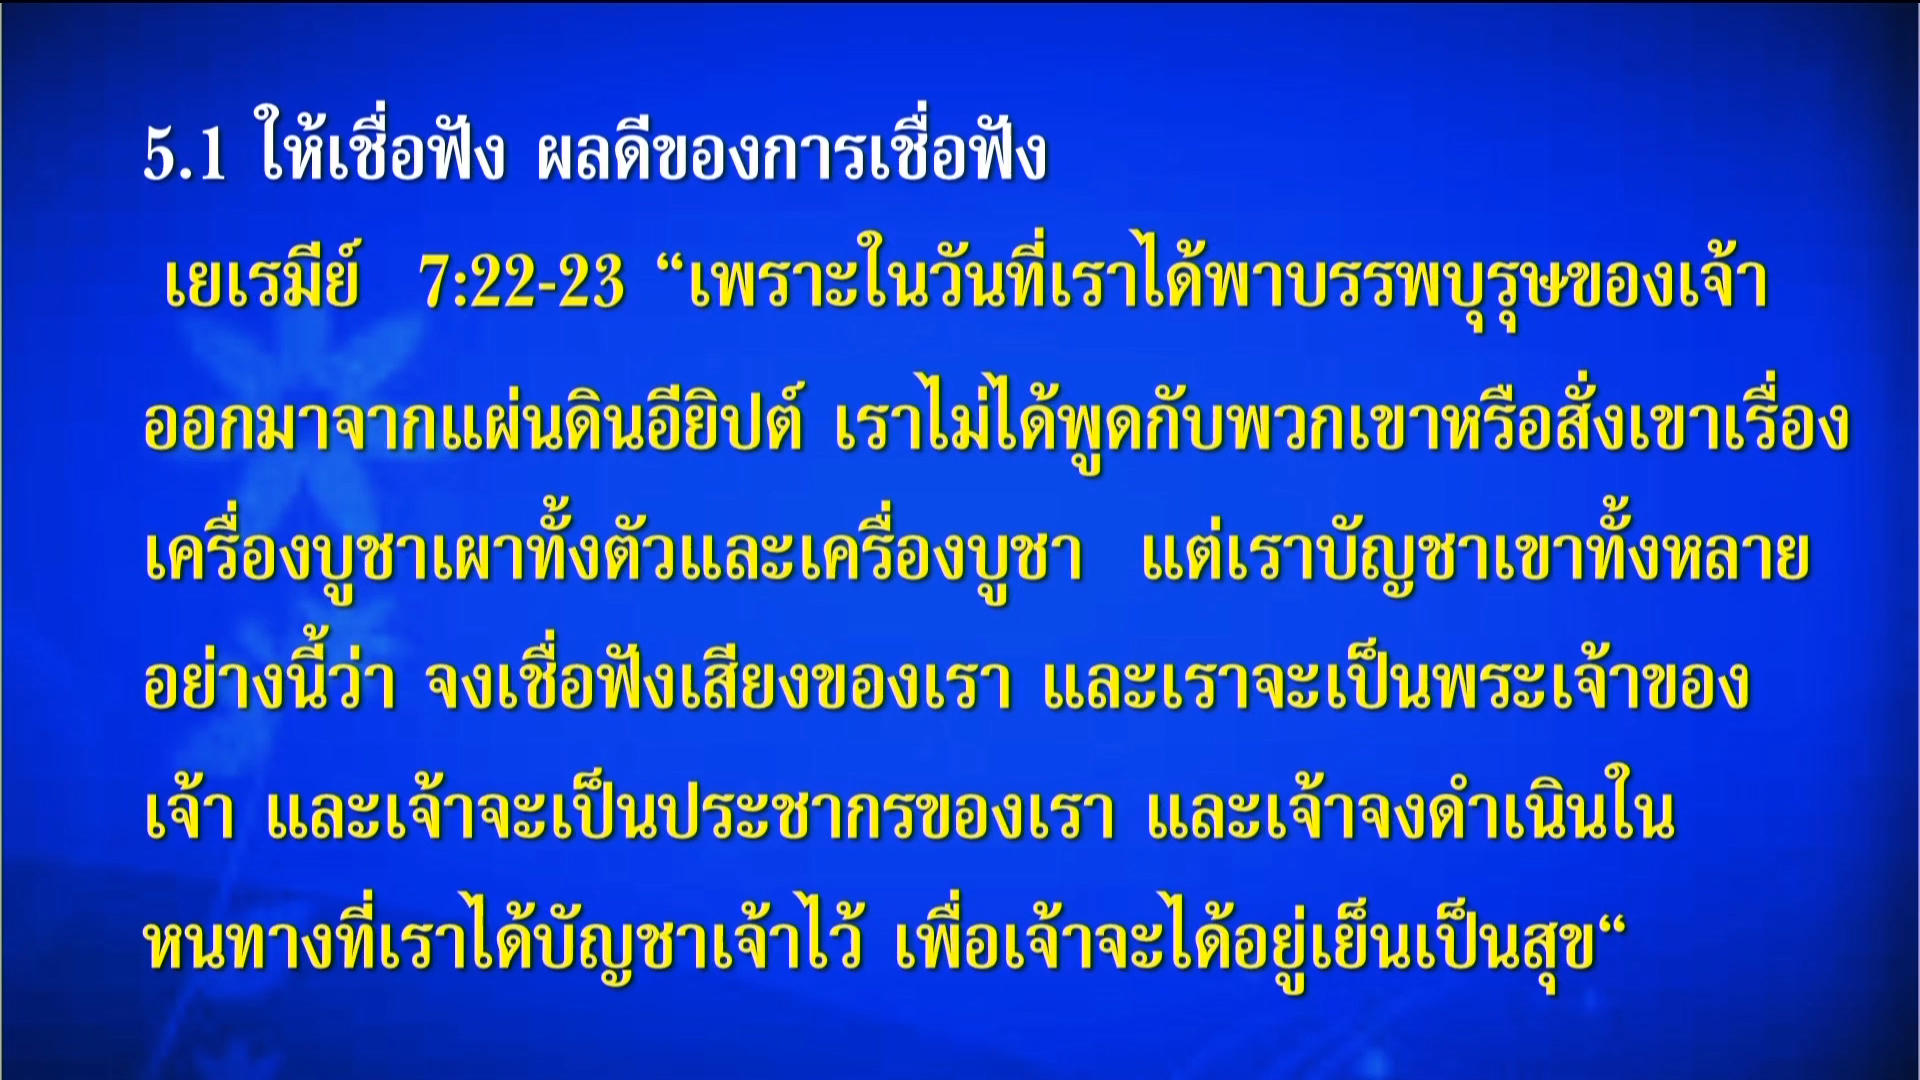 5.1 ให้เชื่อฟัง ผลดีของการเชื่อฟัง
เยเรมีย์ 7:22-23 “เพราะในวันที่เราได้พาบรรพบุรุษของเจ้า
ออกมาจากแผ่นดินอียิปต์ เราไม่ได้พูดกับพวกเขาหรือสั่งเขาเรื่อง
เครื่องบูชาเผาทั้งตัวและเครื่องบูชา แต่เราบัญชาเขาทั้งหลาย
อย่างนี้ว่า จงเชื่อฟังเสียงของเรา และเราจะเป็นพระเจ้าของ
เจ้า และเจ้าจะเป็นประชากรของเรา และเจ้าจงดำเนินใน
หนทางที่เราได้บัญชาเจ้าไว้ เพื่อเจ้าจะได้อยู่เย็นเป็นสุข“